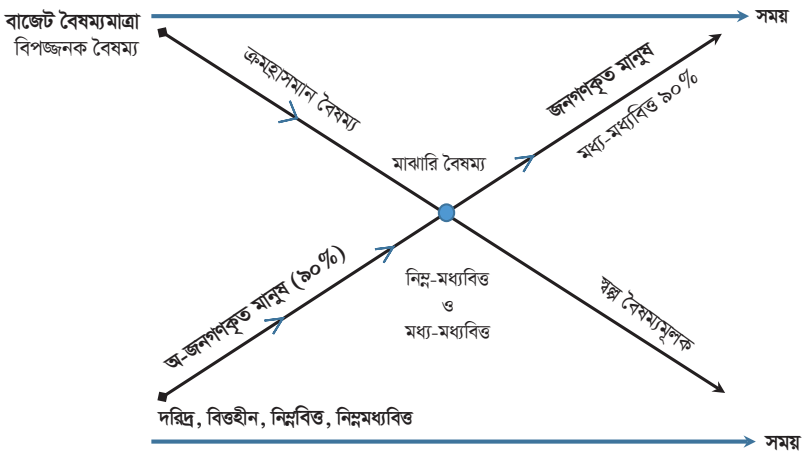 বাজেট বৈষম্যমাত্রা
বিপজ্জনক বৈষম্য
সময়
ক্রমহ্রাসমান বৈষম্য
জনগণকৃত মানুষ
মধ্য-মধ্যবিত্ত ৯০%
মাঝারি বৈষম্য
অ-জনগণকৃত মানুষ (৯০%)
নিম্ন-মধ্যবিত্ত
ও
মধ্য-মধ্যবিত্ত
স্বল্প বৈষম্যমূলক
দরিদ্র, বিত্তহীন, নিম্নবিত্ত, নিম্নমধ্যবিত্ত
সময়